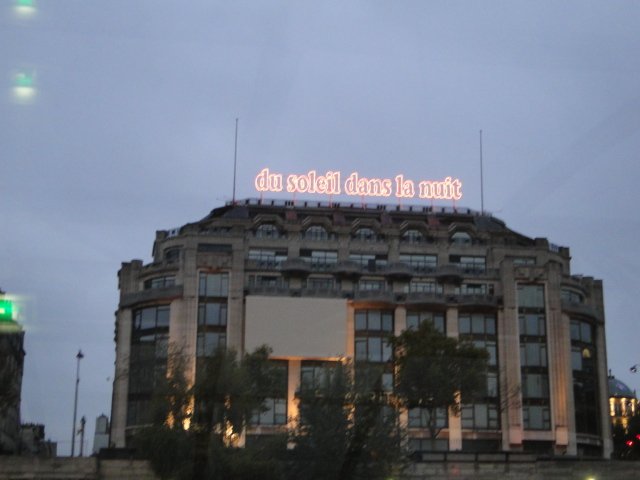 du soleil dans la nuit